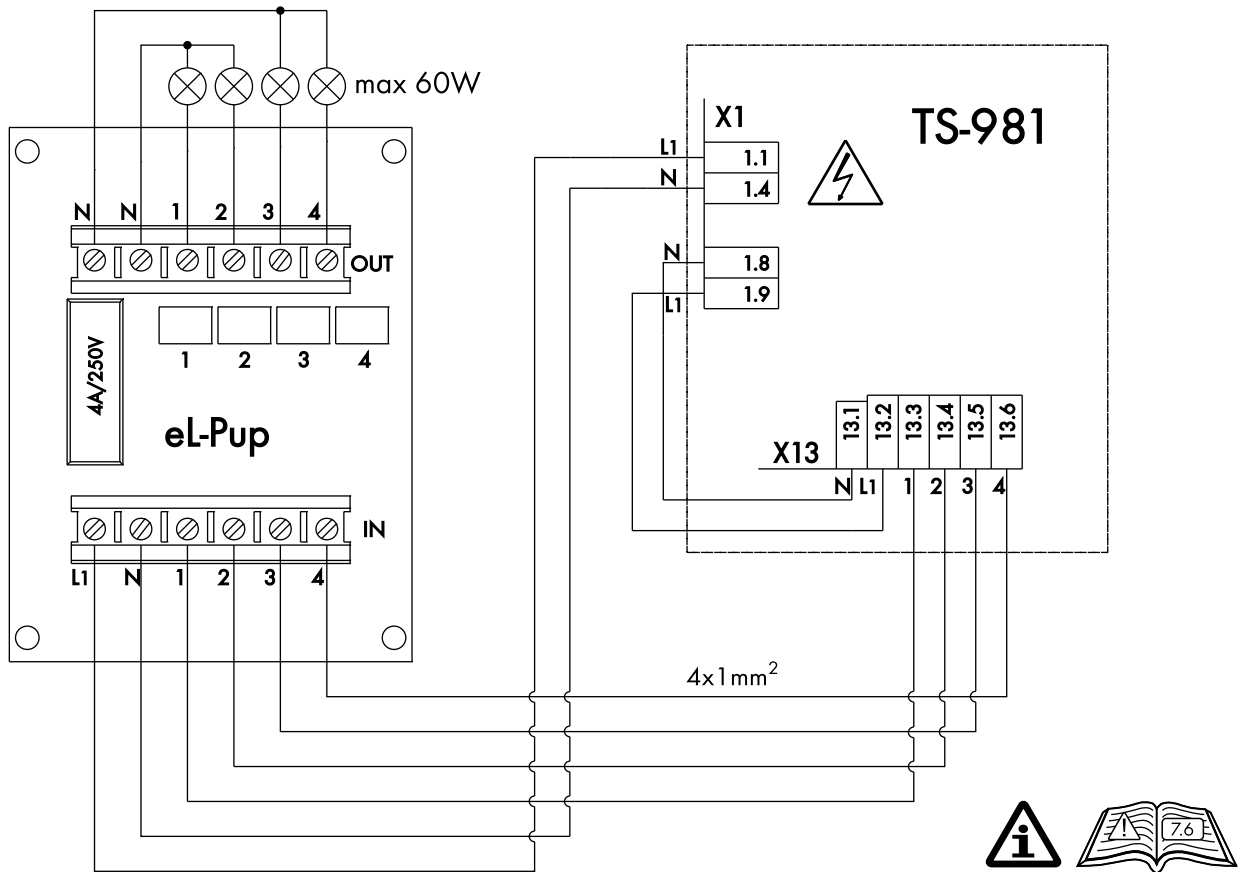 max 60W
N N 1 2 3 4
OUT
1 2 3 4
4A/250V
eL-Pup
IN
L1 N 1 2 3 4
TS-981
X1
L1 1.1
N 1.4
N 1.8
L1 1.9
X13
13.1 13.2 13.3 13.4 13.5 13.6
N L1 1 2 3 4
4x1mm²
i
! 7.6